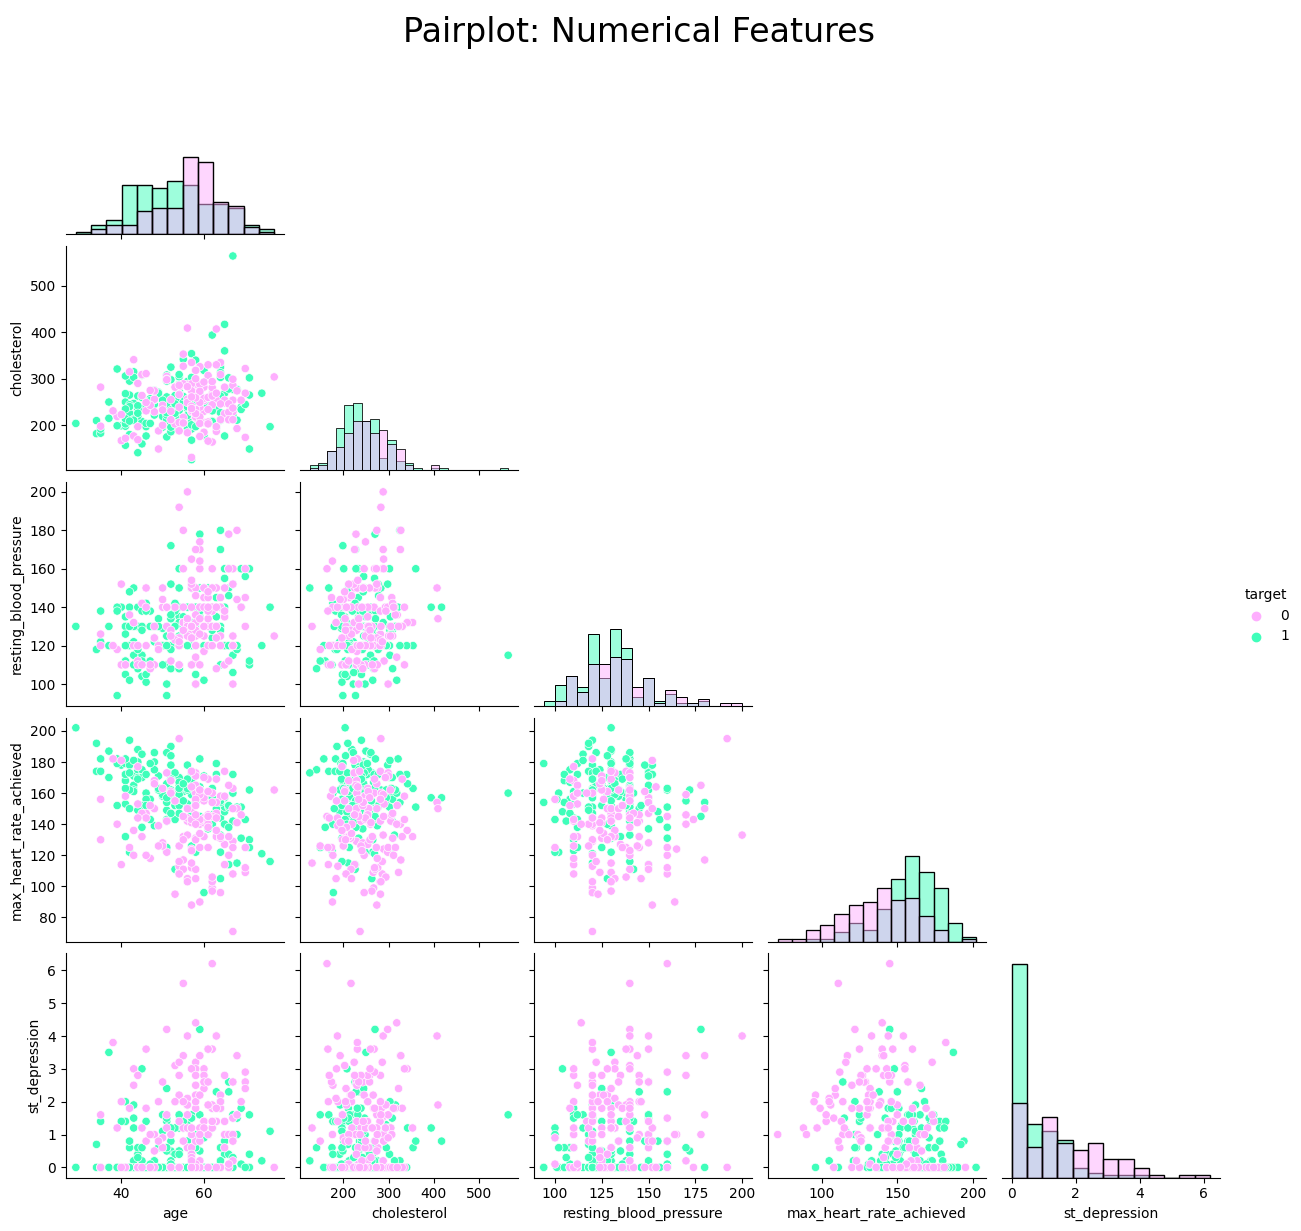 Pairplot: Numerical Features
cholesterol
500
400
300
200
resting_blood_pressure
200
180
160
140
120
100
target
0
1
max_heart_rate_achieved
200
180
160
140
120
100
80
st_depression
6
5
4
3
2
1
0
40 60
200 300 400 500
100 125 150 175 200
100 150 200
0 2 4 6
age
cholesterol
resting_blood_pressure
max_heart_rate_achieved
st_depression